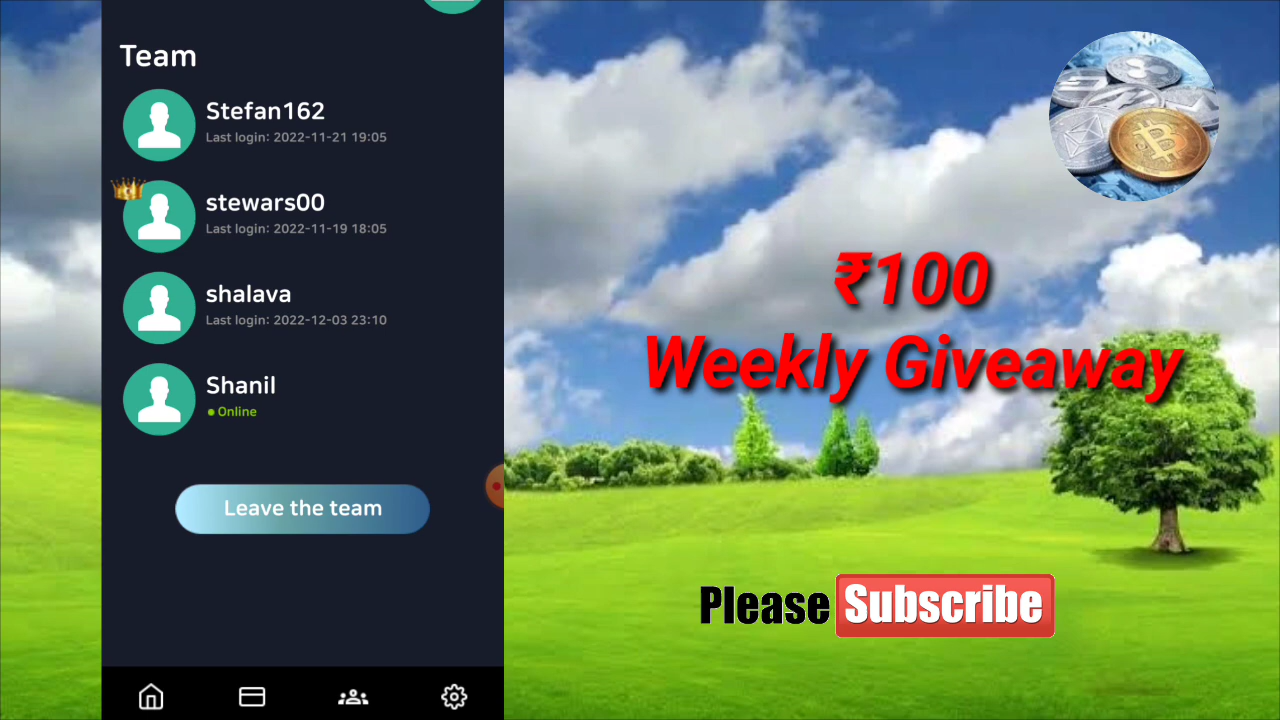 Team
Stefan162
Last login: 2022-11-21 19:05
stewars00
Last login: 2022-11-19 18:05
shalava
Last login: 2022-12-03 23:10
Shanil
Online
Leave the team
₹100
Weekly Giveaway
Please Subscribe